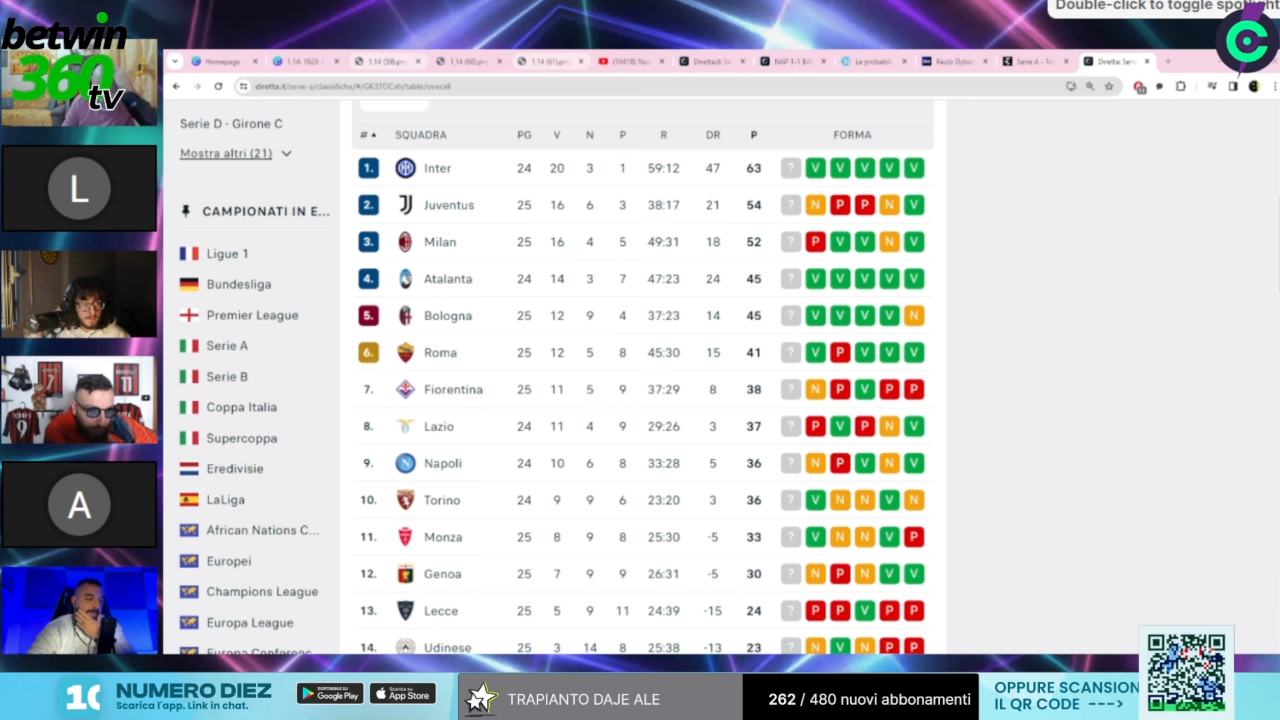 Double-click to toggle
betwin
360
tv
Homepage
diretta.it/serie-a/classifiche/#/GK3TOCxh/table/overall
Serie D - Girone C
Mostra altri (21)
CAMPIONATI IN E...
Ligue 1
Bundesliga
Premier League
Serie A
Serie B
Coppa Italia
Supercoppa
Eredivisie
LaLiga
African Nations C...
Europei
Champions League
Europa League
# SQUADRA PG V N P R DR P FORMA
1. Inter 24 20 3 1 59:12 47 63 ? V V V V V
2. Juventus 25 16 6 3 38:17 21 54 ? N P P N V
3. Milan 25 16 4 5 49:31 18 52 ? P V V N V
4. Atalanta 24 14 3 7 47:23 24 45 ? V V V V V
5. Bologna 25 12 9 4 37:23 14 45 ? V V V V N
6. Roma 25 12 5 8 45:30 15 41 ? V P V V V
7. Fiorentina 25 11 5 9 37:29 8 38 ? N P V P P
8. Lazio 24 11 4 9 29:26 3 37 ? P V P N V
9. Napoli 24 10 6 8 33:28 5 36 ? N P V N V
10. Torino 24 9 9 6 23:20 3 36 ? V N N V N
11. Monza 25 8 9 8 25:30 -5 33 ? V N N V P
12. Genoa 25 7 9 9 26:31 -5 30 ? N P N V V
13. Lecce 25 5 9 11 24:39 -15 24 ? P P V P P
14. Udinese 25 3 14 8 25:38 -13 23 ? N V N P P
L
A
10 NUMERO DIEZ
Scarica l'app. Link in chat.
DISPONIBILE SU
Google Play
Scarica su
App Store
TRAPIANTO DAJE ALE
262 / 480 nuovi abbonamenti
OPPURE SCANSION
IL QR CODE --->